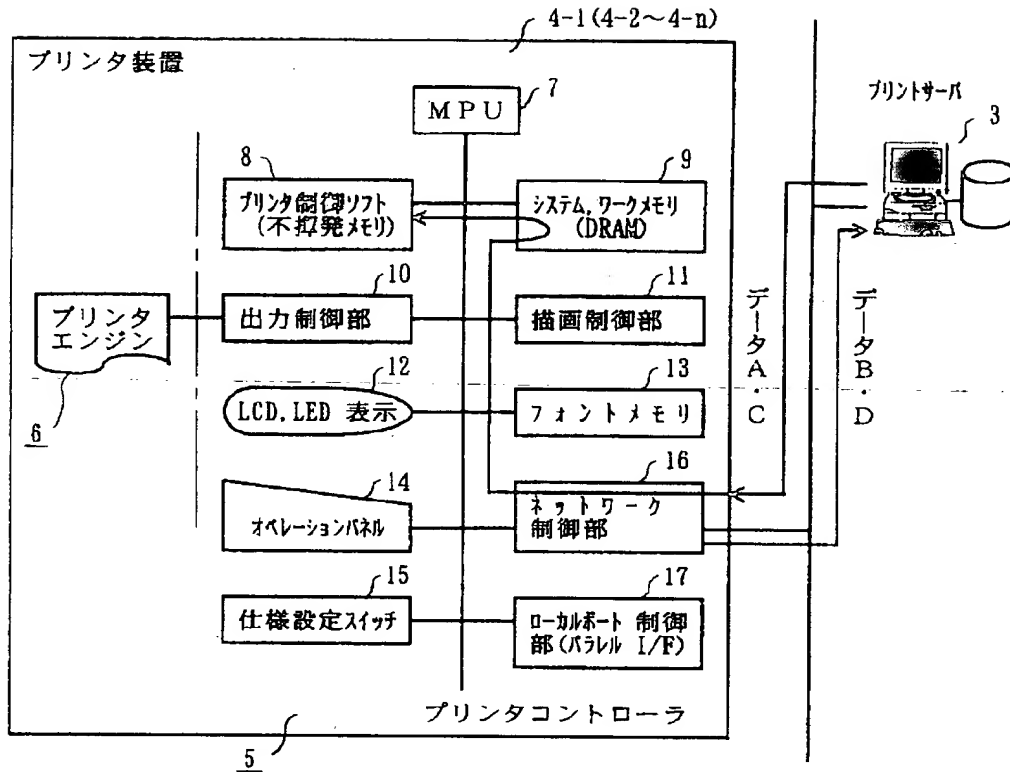 4-1(4-2～4-n)
プリンタ装置
7
MPU
プリントサーバ
3
8
プリンタ制御ソフト
(不揮発メモリ)
9
システム,ワークメモリ
(DRAM)
10
出力制御部
11
描画制御部
プリンタ
エンジン
6
12
LCD,LED 表示
13
フォントメモリ
データA・C
データB・D
14
オペレーションパネル
16
ネットワーク
制御部
15
仕様設定スイッチ
17
ローカルポート 制御
部(パラレル I/F)
プリンタコントローラ
5